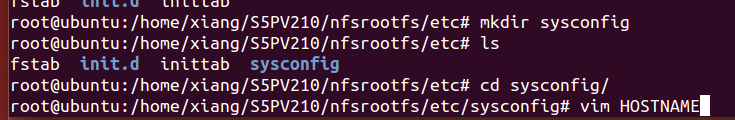 fstab init.d inittab
root@ubuntu:/home/xiang/S5PV210/nfsrootfs/etc# mkdir sysconfig
root@ubuntu:/home/xiang/S5PV210/nfsrootfs/etc# ls
fstab init.d inittab sysconfig
root@ubuntu:/home/xiang/S5PV210/nfsrootfs/etc# cd sysconfig/
root@ubuntu:/home/xiang/S5PV210/nfsrootfs/etc/sysconfig# vim HOSTNAME